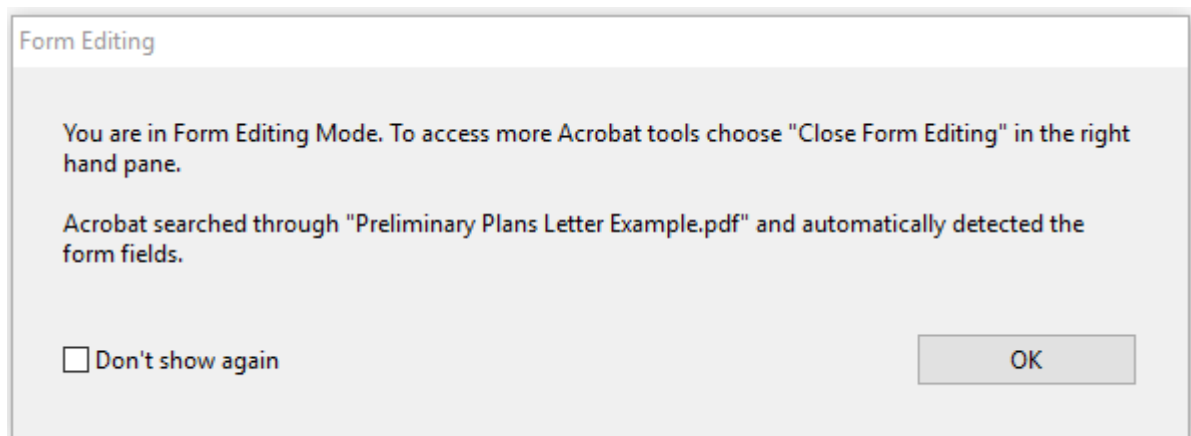 Form Editing
You are in Form Editing Mode. To access more Acrobat tools choose "Close Form Editing" in the right
hand pane.
Acrobat searched through "Preliminary Plans Letter Example.pdf" and automatically detected the
form fields.
Don't show again
OK